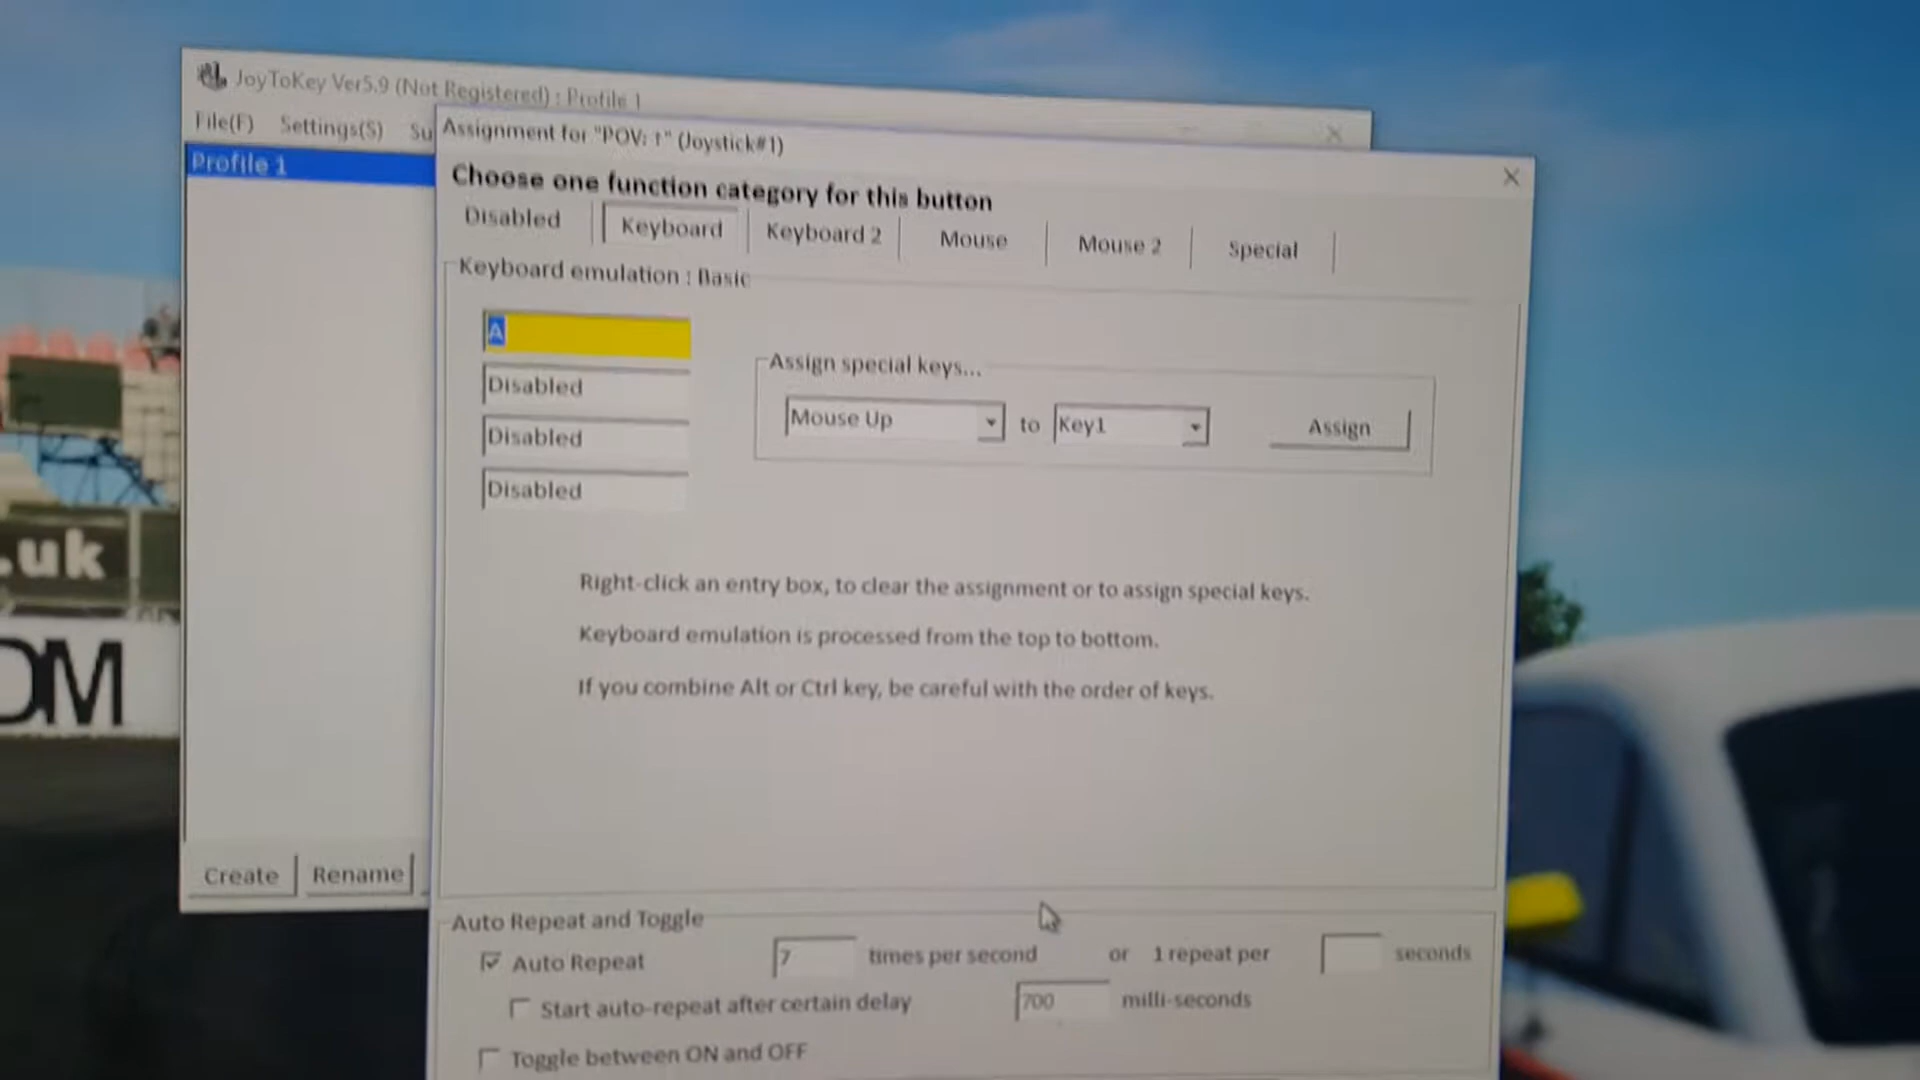 JoyToKey Ver5.9 (Not Registered) : Profile 1
File(F) Settings(S) Su
Profile 1
Assignment for "POV: ↑" (Joystick#1)
Choose one function category for this button
Disabled Keyboard Keyboard 2 Mouse Mouse 2 Special
Keyboard emulation : Basic
A
Disabled
Disabled
Disabled
Assign special keys...
Mouse Up to Key1 Assign
Right-click an entry box, to clear the assignment or to assign special keys.
Keyboard emulation is processed from the top to bottom.
If you combine Alt or Ctrl key, be careful with the order of keys.
Create Rename
Auto Repeat and Toggle
Auto Repeat 7 times per second or 1 repeat per seconds
Start auto-repeat after certain delay 700 milli-seconds
Toggle between ON and OFF
.uk
OM